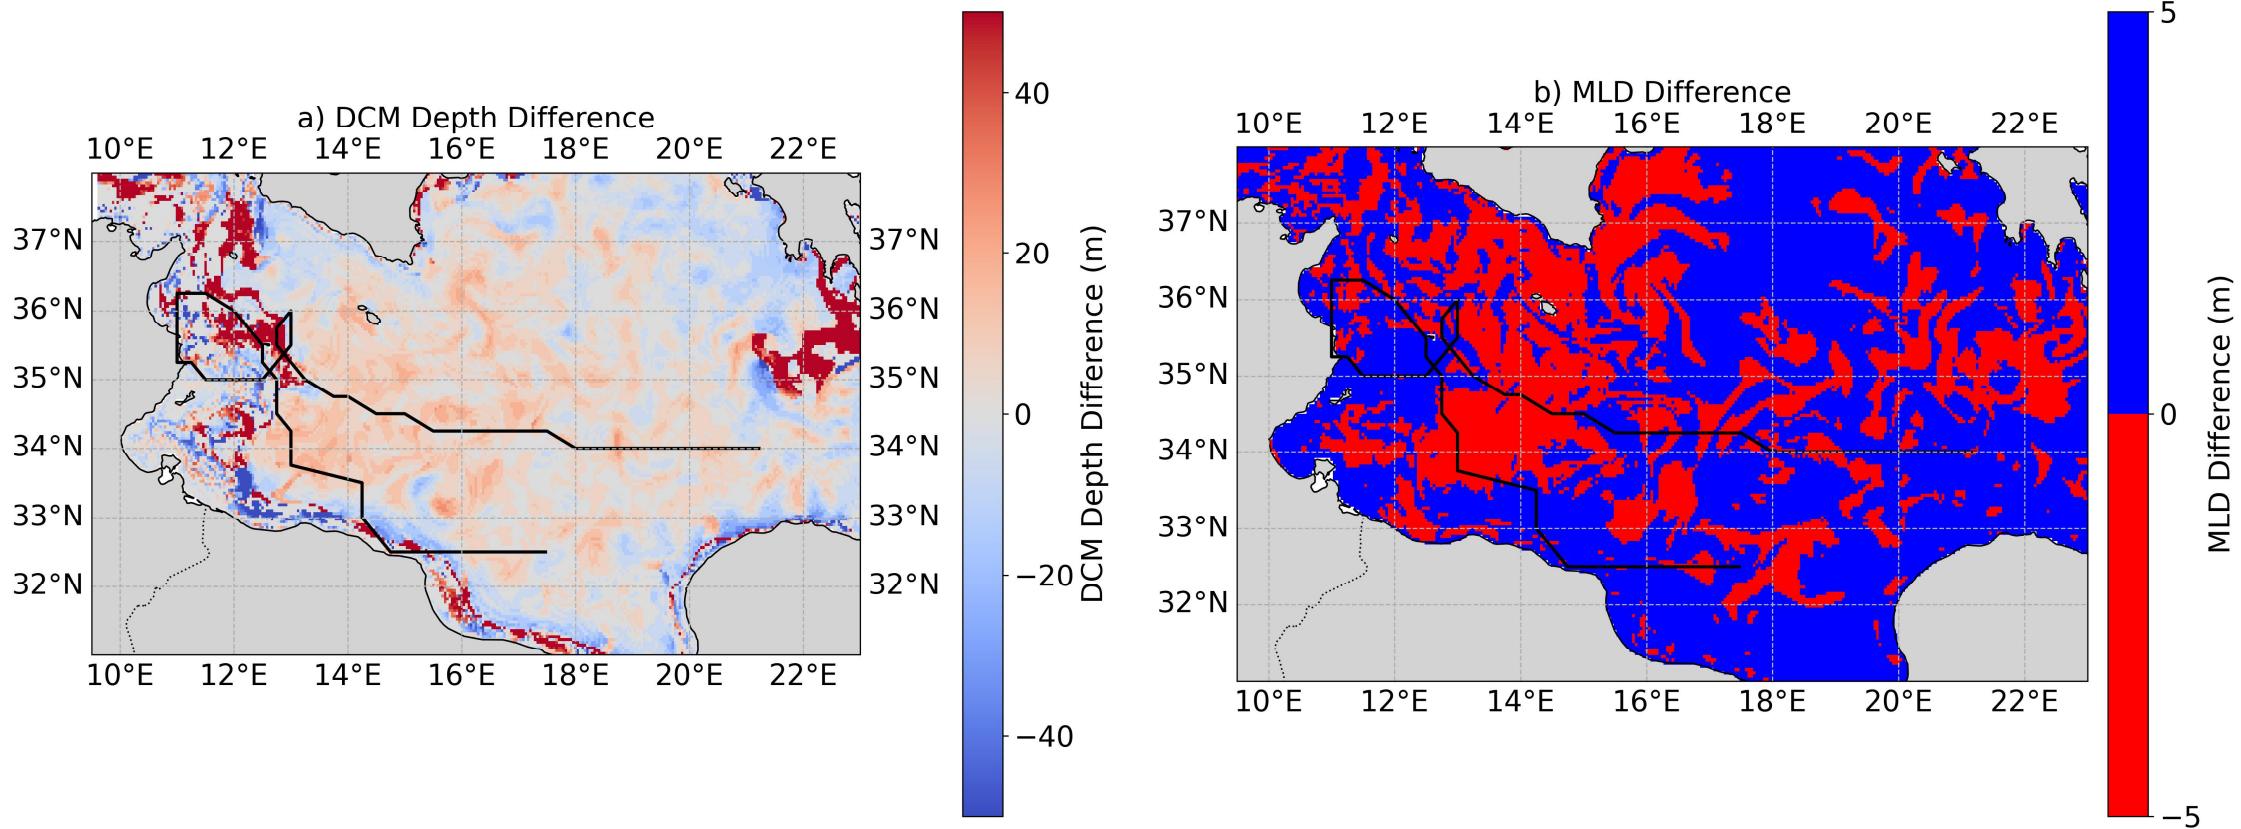 a) DCM Depth Difference
10°E 12°E 14°E 16°E 18°E 20°E 22°E
37°N 37°N
36°N 36°N
35°N 35°N
34°N 34°N
33°N 33°N
32°N 32°N
10°E 12°E 14°E 16°E 18°E 20°E 22°E
40
20
0
−20
−40
DCM Depth Difference (m)
b) MLD Difference
10°E 12°E 14°E 16°E 18°E 20°E 22°E
37°N
36°N
35°N
34°N
33°N
32°N
10°E 12°E 14°E 16°E 18°E 20°E 22°E
5
0
−5
MLD Difference (m)